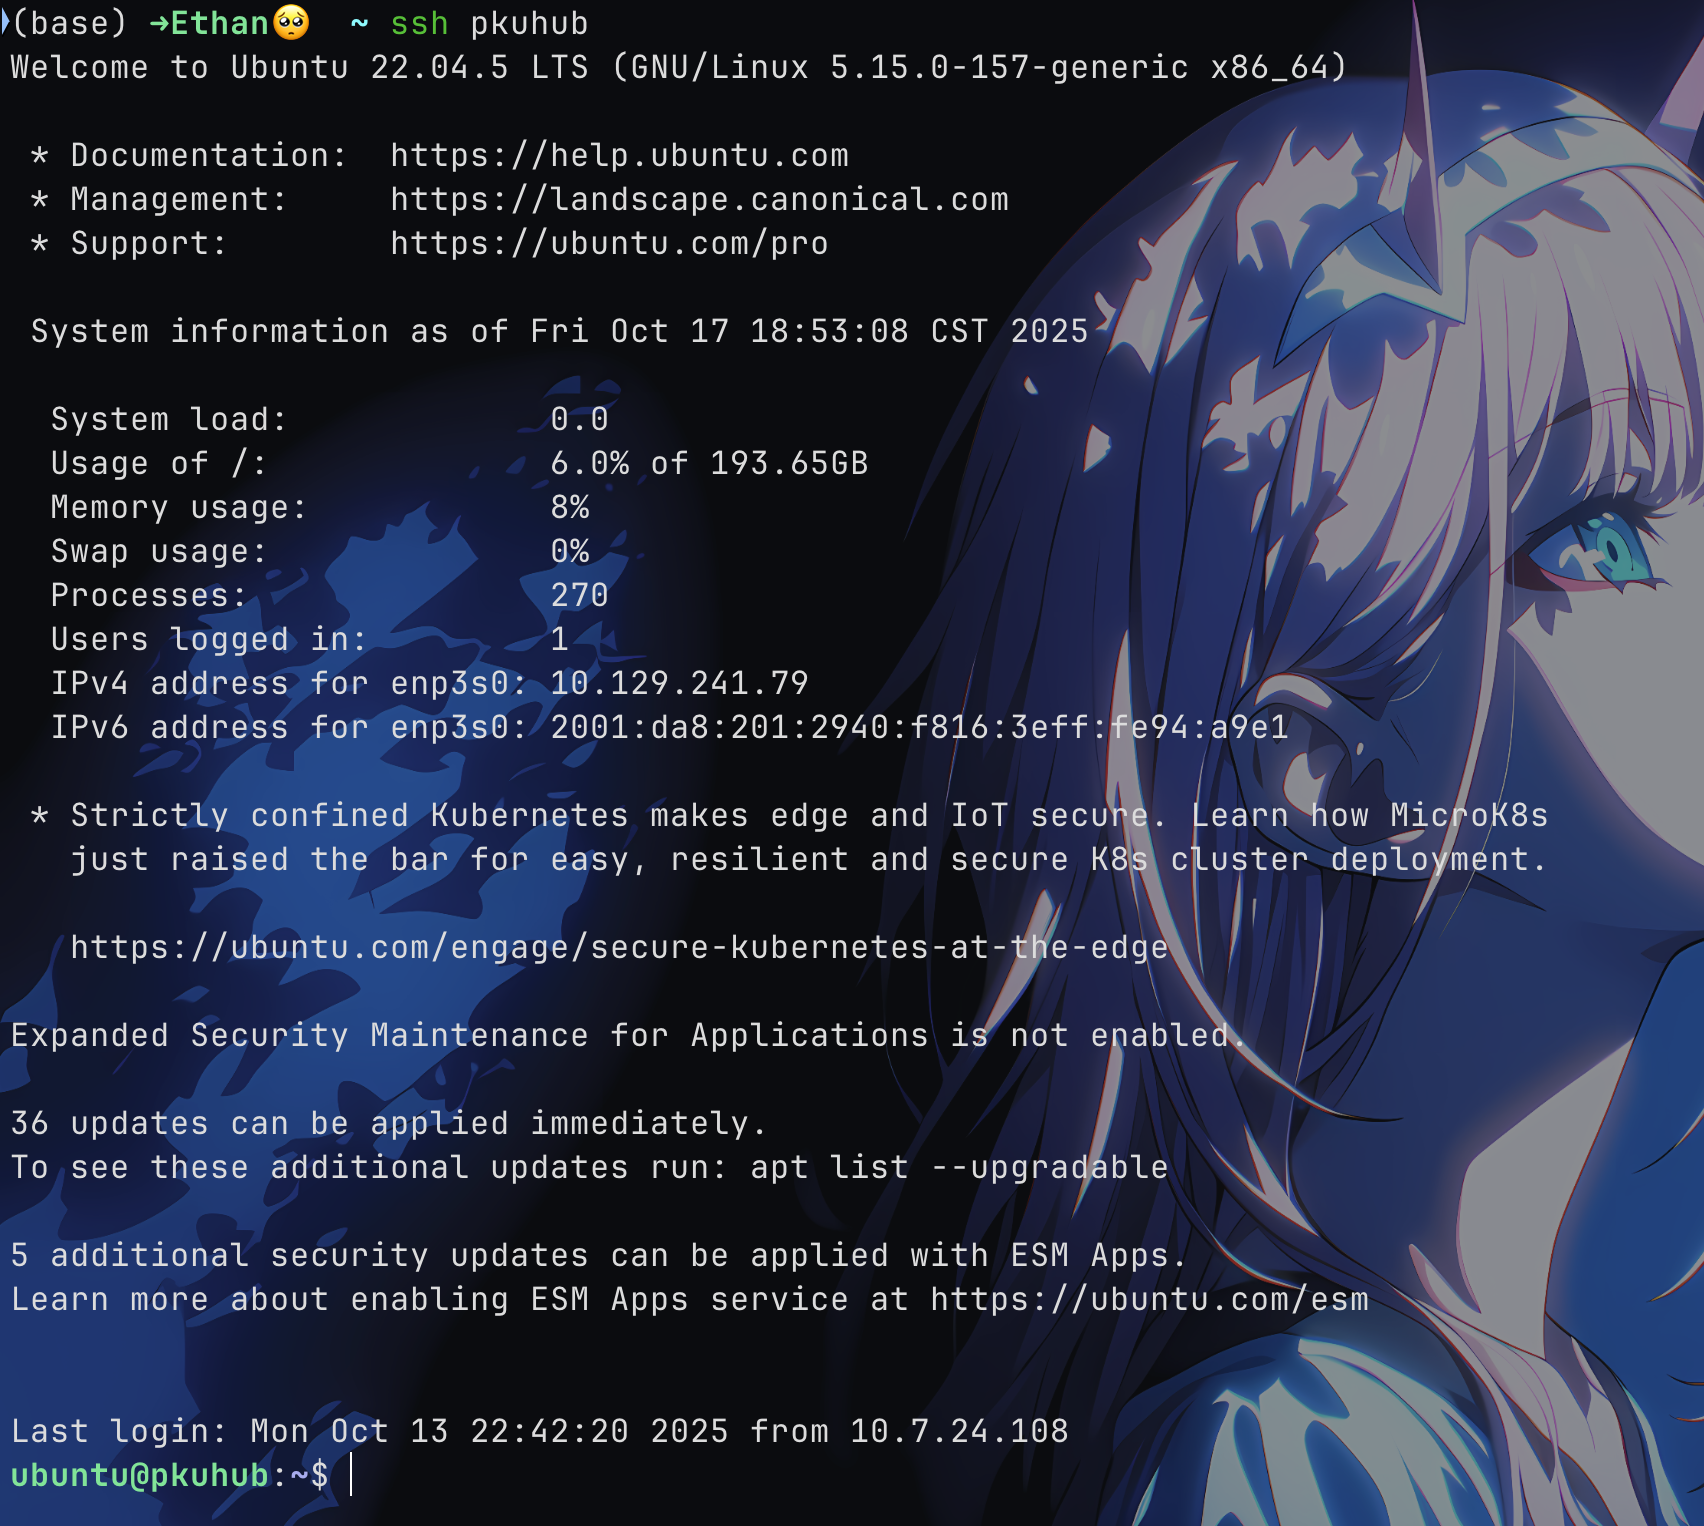 (base) ➜Ethan🥺  ~ ssh pkuhub
Welcome to Ubuntu 22.04.5 LTS (GNU/Linux 5.15.0-157-generic x86_64)
* Documentation:  https://help.ubuntu.com
* Management:     https://landscape.canonical.com
* Support:        https://ubuntu.com/pro
System information as of Fri Oct 17 18:53:08 CST 2025
System load:             0.0
Usage of /:              6.0% of 193.65GB
Memory usage:            8%
Swap usage:              0%
Processes:               270
Users logged in:         1
IPv4 address for enp3s0: 10.129.241.79
IPv6 address for enp3s0: 2001:da8:201:2940:f816:3eff:fe94:a9e1
* Strictly confined Kubernetes makes edge and IoT secure. Learn how MicroK8s
just raised the bar for easy, resilient and secure K8s cluster deployment.
https://ubuntu.com/engage/secure-kubernetes-at-the-edge
Expanded Security Maintenance for Applications is not enabled.
36 updates can be applied immediately.
To see these additional updates run: apt list --upgradable
5 additional security updates can be applied with ESM Apps.
Learn more about enabling ESM Apps service at https://ubuntu.com/esm
Last login: Mon Oct 13 22:42:20 2025 from 10.7.24.108
ubuntu@pkuhub:~$